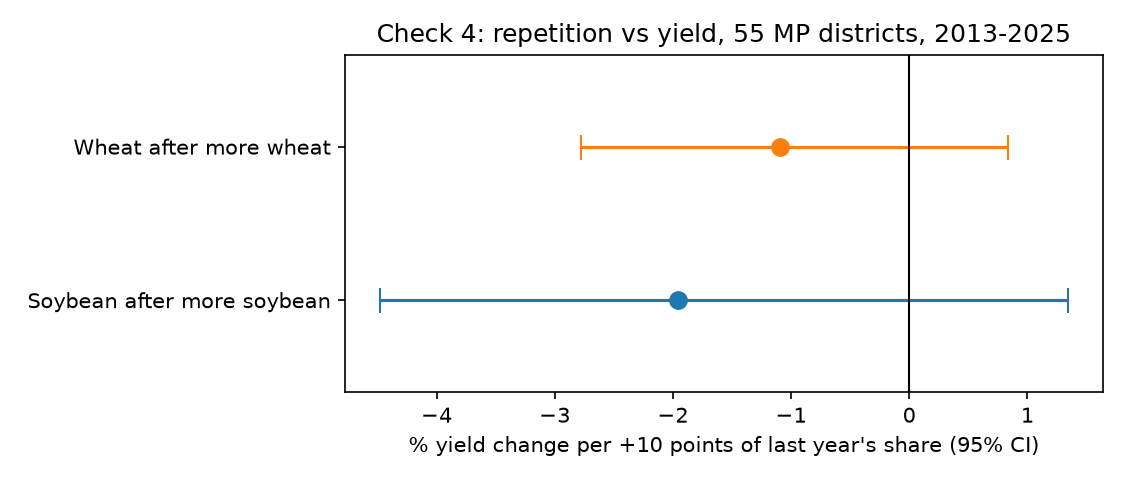 Check 4: repetition vs yield, 55 MP districts, 2013-2025
Wheat after more wheat
Soybean after more soybean
−4 −3 −2 −1 0 1
% yield change per +10 points of last year's share (95% CI)